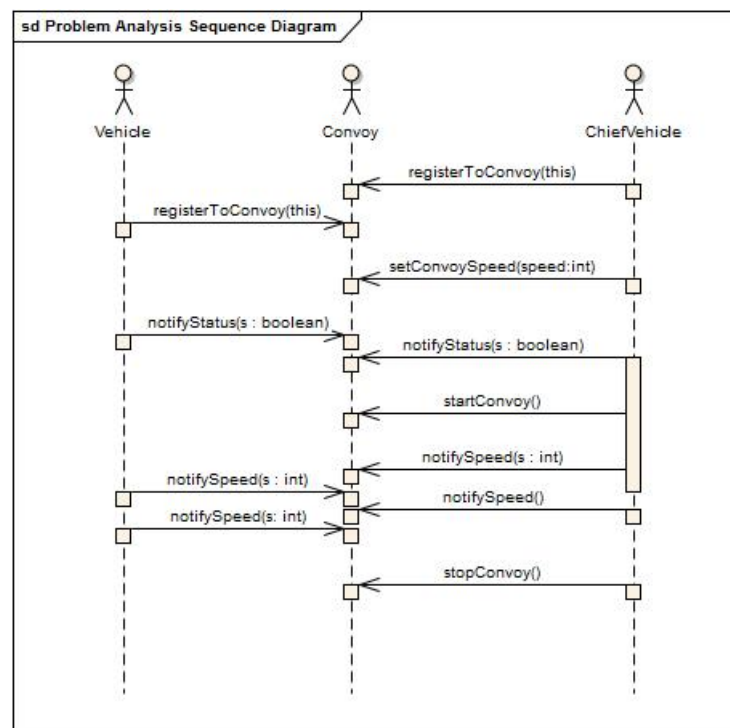 sd Problem Analysis Sequence Diagram
Vehicle
Convoy
ChiefVehicle
registerToConvoy(this)
registerToConvoy(this)
setConvoySpeed(speed:int)
notifyStatus(s : boolean)
notifyStatus(s : boolean)
startConvoy()
notifySpeed(s : int)
notifySpeed(s : int)
notifySpeed()
notifySpeed(s: int)
stopConvoy()